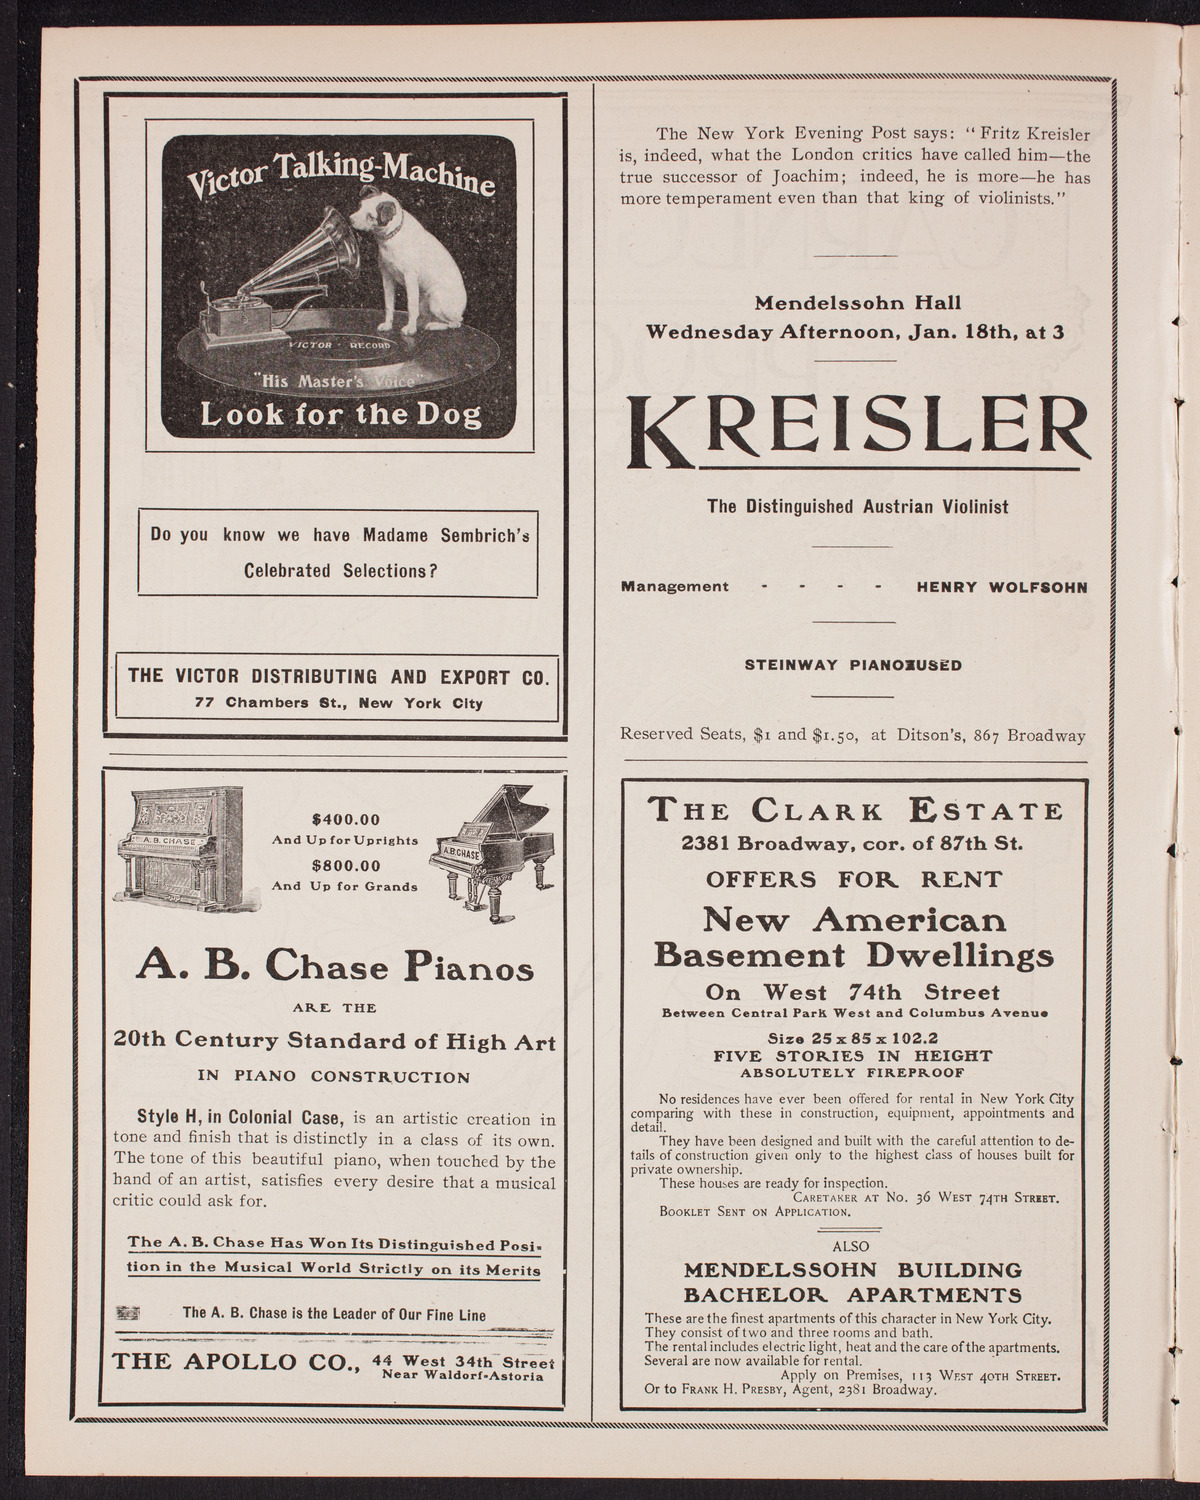 Victor Talking-Machine
VICTOR · RECORD
"His Master's Voice"
Look for the Dog
Do you know we have Madame Sembrich's
Celebrated Selections?
THE VICTOR DISTRIBUTING AND EXPORT CO.
77 Chambers St., New York City
$400.00
And Up for Uprights
$800.00
And Up for Grands
A. B. CHASE
A.B.CHASE
A. B. Chase Pianos
ARE THE
20th Century Standard of High Art
IN PIANO CONSTRUCTION
Style H, in Colonial Case, is an artistic creation in
tone and finish that is distinctly in a class of its own.
The tone of this beautiful piano, when touched by the
hand of an artist, satisfies every desire that a musical
critic could ask for.
The A. B. Chase Has Won Its Distinguished Posi-
tion in the Musical World Strictly on its Merits
The A. B. Chase is the Leader of Our Fine Line
THE APOLLO CO., 44 West 34th Street
Near Waldorf-Astoria
The New York Evening Post says: "Fritz Kreisler
is, indeed, what the London critics have called him—the
true successor of Joachim; indeed, he is more—he has
more temperament even than that king of violinists."
Mendelssohn Hall
Wednesday Afternoon, Jan. 18th, at 3
KREISLER
The Distinguished Austrian Violinist
Management - - - - HENRY WOLFSOHN
STEINWAY PIANO USED
Reserved Seats, $1 and $1.50, at Ditson's, 867 Broadway
THE CLARK ESTATE
2381 Broadway, cor. of 87th St.
OFFERS FOR RENT
New American
Basement Dwellings
On West 74th Street
Between Central Park West and Columbus Avenue
Size 25 x 85 x 102.2
FIVE STORIES IN HEIGHT
ABSOLUTELY FIREPROOF
No residences have ever been offered for rental in New York City
comparing with these in construction, equipment, appointments and
detail.
They have been designed and built with the careful attention to de-
tails of construction given only to the highest class of houses built for
private ownership.
These houses are ready for inspection.
CARETAKER AT No. 36 WEST 74TH STREET.
BOOKLET SENT ON APPLICATION.
ALSO
MENDELSSOHN BUILDING
BACHELOR APARTMENTS
These are the finest apartments of this character in New York City.
They consist of two and three rooms and bath.
The rental includes electric light, heat and the care of the apartments.
Several are now available for rental.
Apply on Premises, 113 WEST 40TH STREET.
Or to FRANK H. PRESBY, Agent, 2381 Broadway.